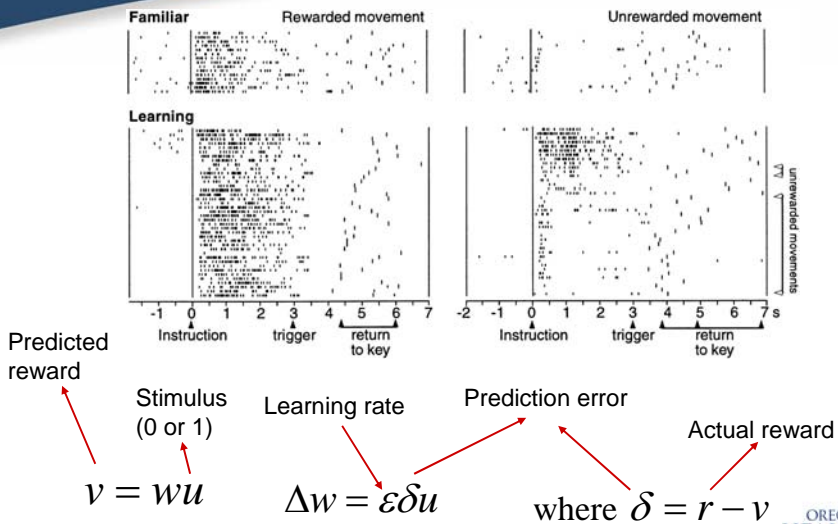 Familiar
Rewarded movement
Unrewarded movement
Learning
unrewarded movements
-1 0 1 2 3 4 5 6 7
-2 -1 0 1 2 3 4 5 6 7 s
Instruction
trigger
return
to key
Instruction
trigger
return
to key
Predicted
reward
Stimulus
(0 or 1)
Learning rate
Prediction error
Actual reward
v = wu
Δw = εδu
where δ = r − v